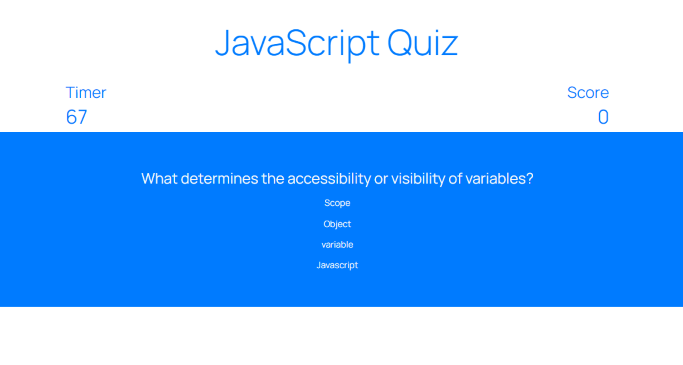 JavaScript Quiz
Timer
Score
67
0
What determines the accessibility or visibility of variables?
Scope
Object
variable
Javascript